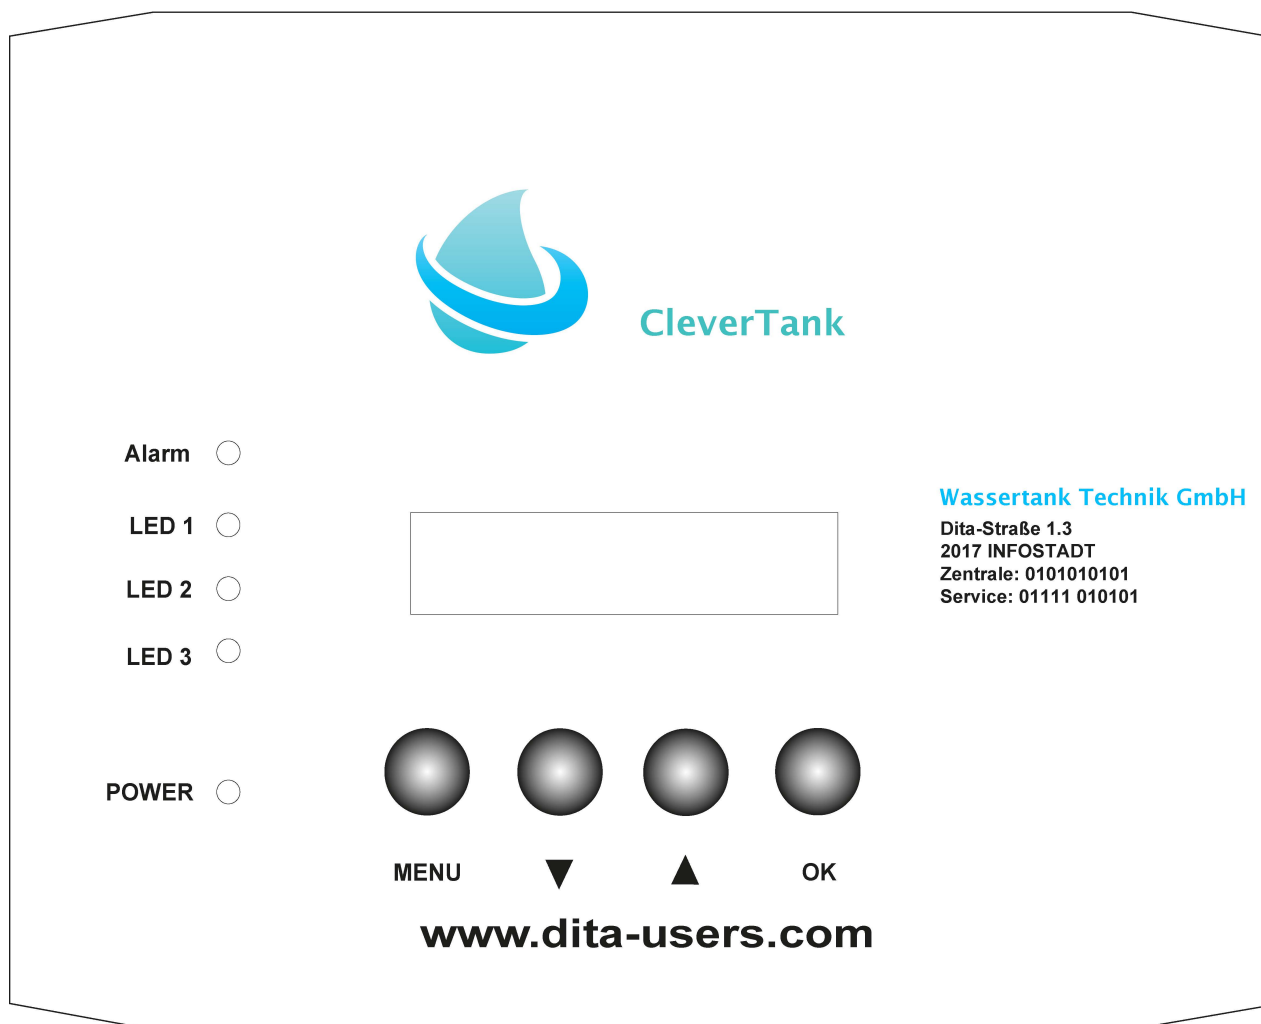 CleverTank
Alarm
LED 1
LED 2
LED 3
POWER
Wassertank Technik GmbH
Dita-Straße 1.3
2017 INFOSTADT
Zentrale: 0101010101
Service: 01111 010101
MENU ▼ ▲ OK
www.dita-users.com